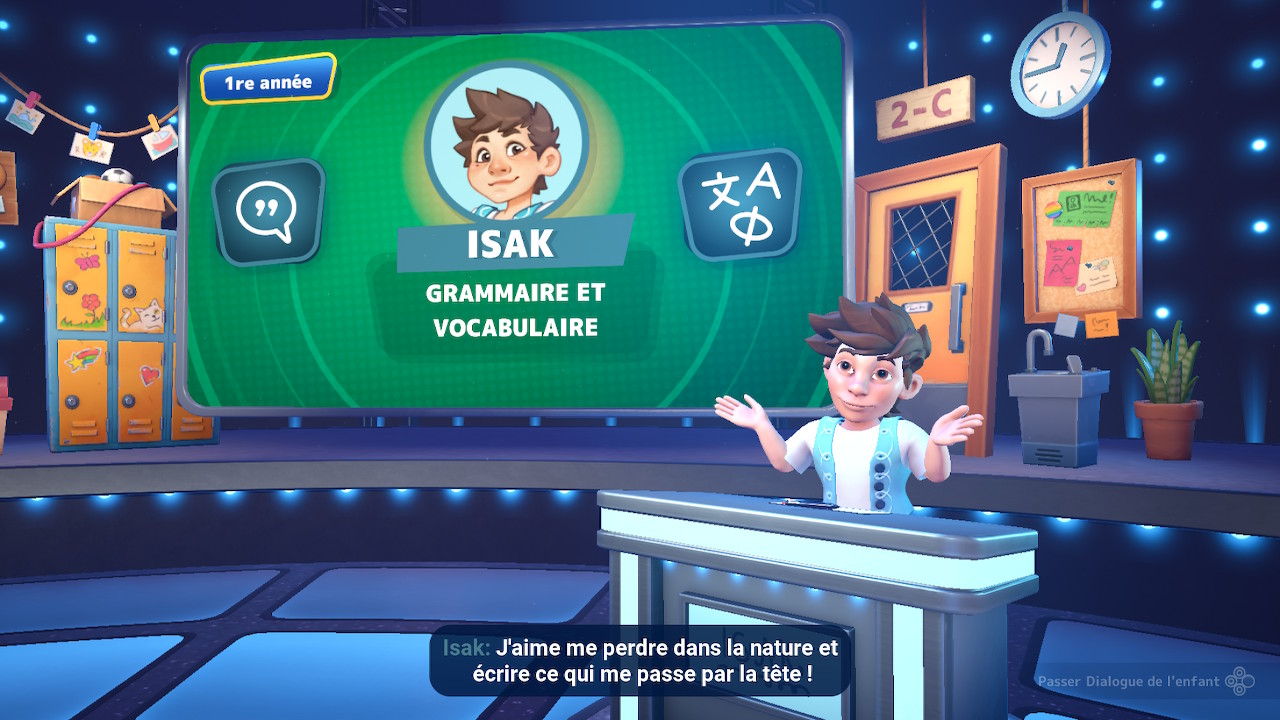 1re année
2-C
me!
ISAK
GRAMMAIRE ET
VOCABULAIRE
Isak: J'aime me perdre dans la nature et
écrire ce qui me passe par la tête !
Passer Dialogue de l'enfant